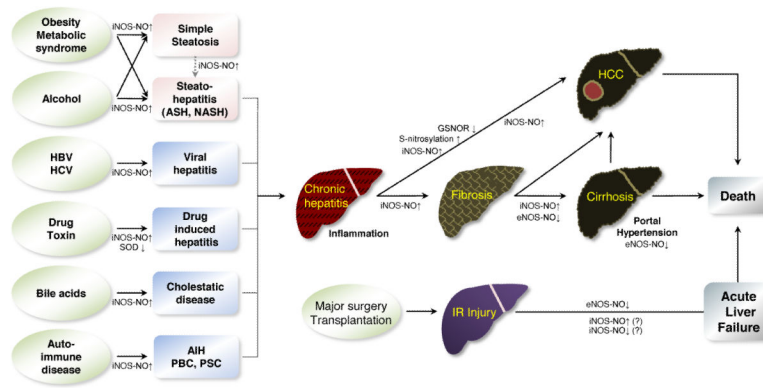 Obesity
Metabolic
syndrome
iNOS-NO↑
Simple
Steatosis
iNOS-NO↑
Alcohol
iNOS-NO↑
Steato-
hepatitis
(ASH, NASH)
HBV
HCV
iNOS-NO↑
Viral
hepatitis
Drug
Toxin
iNOS-NO↑
SOD ↓
Drug
induced
hepatitis
Bile acids
iNOS-NO↑
Cholestatic
disease
Auto-
immune
disease
iNOS-NO↑
AIH
PBC, PSC
Chronic
hepatitis
Inflammation
GSNOR ↓
S-nitrosylation ↑
iNOS-NO↑
iNOS-NO↑
iNOS-NO↑
Fibrosis
iNOS-NO↑
eNOS-NO↓
HCC
Cirrhosis
Portal
Hypertension
eNOS-NO↓
Death
Major surgery
Transplantation
IR Injury
eNOS-NO↓
iNOS-NO↑ (?)
iNOS-NO↓ (?)
Acute
Liver
Failure